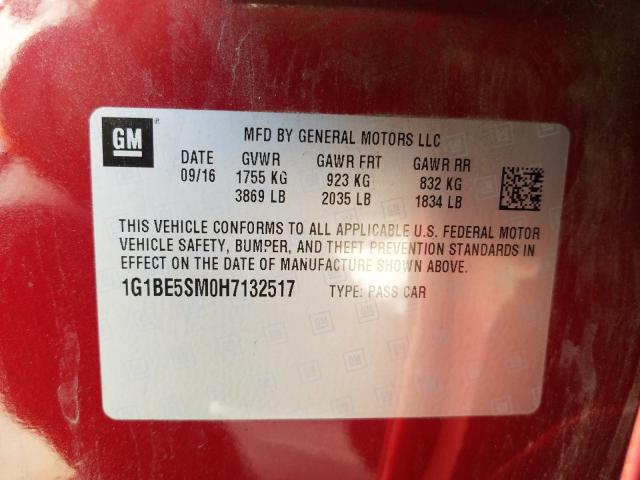 GM
MFD BY GENERAL MOTORS LLC
DATE GVWR GAWR FRT GAWR RR
09/16 1755 KG 923 KG 832 KG
3869 LB 2035 LB 1834 LB
THIS VEHICLE CONFORMS TO ALL APPLICABLE U.S. FEDERAL MOTOR
VEHICLE SAFETY, BUMPER, AND THEFT PREVENTION STANDARDS IN
EFFECT ON THE DATE OF MANUFACTURE SHOWN ABOVE.
1G1BE5SM0H7132517 TYPE: PASS CAR